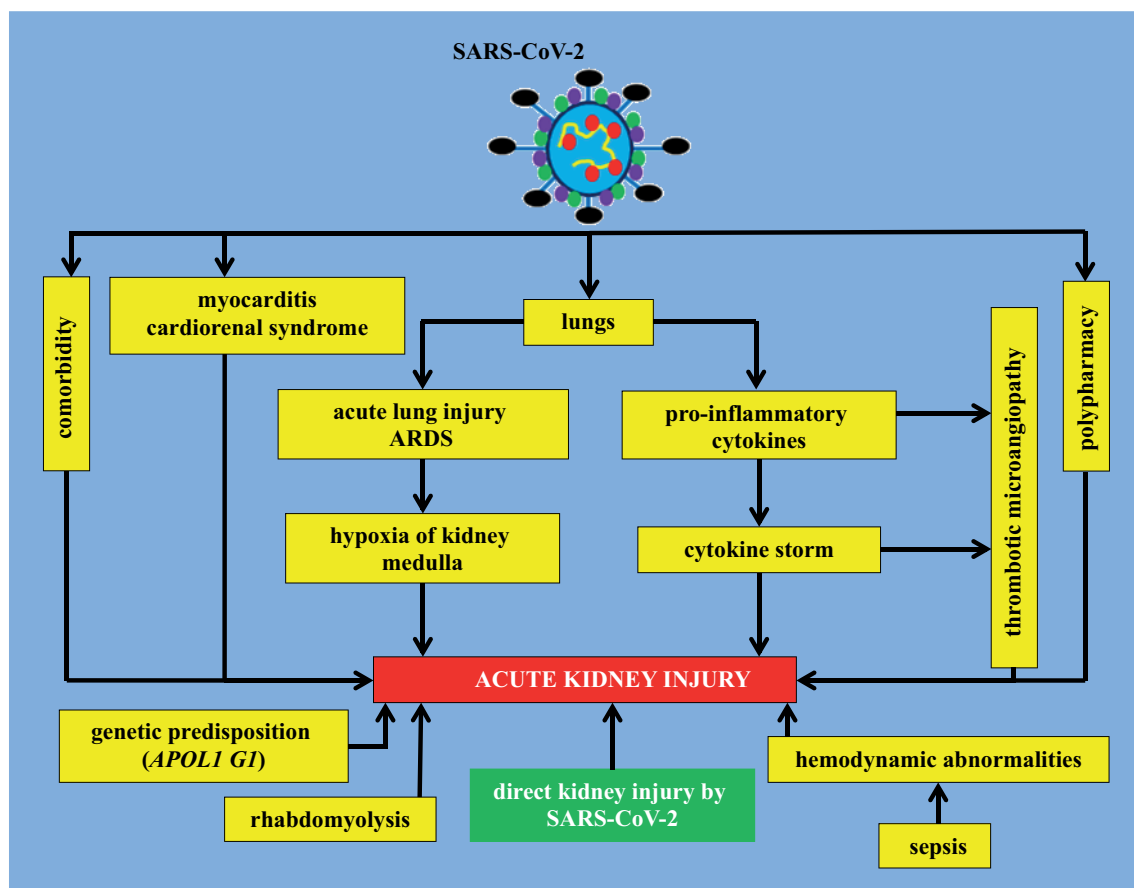 SARS-CoV-2
comorbidity
myocarditis
cardiorenal syndrome
lungs
polypharmacy
acute lung injury
ARDS
pro-inflammatory
cytokines
thrombotic microangiopathy
hypoxia of kidney
medulla
cytokine storm
ACUTE KIDNEY INJURY
genetic predisposition
(APOL1 G1)
rhabdomyolysis
direct kidney injury by
SARS-CoV-2
hemodynamic abnormalities
sepsis